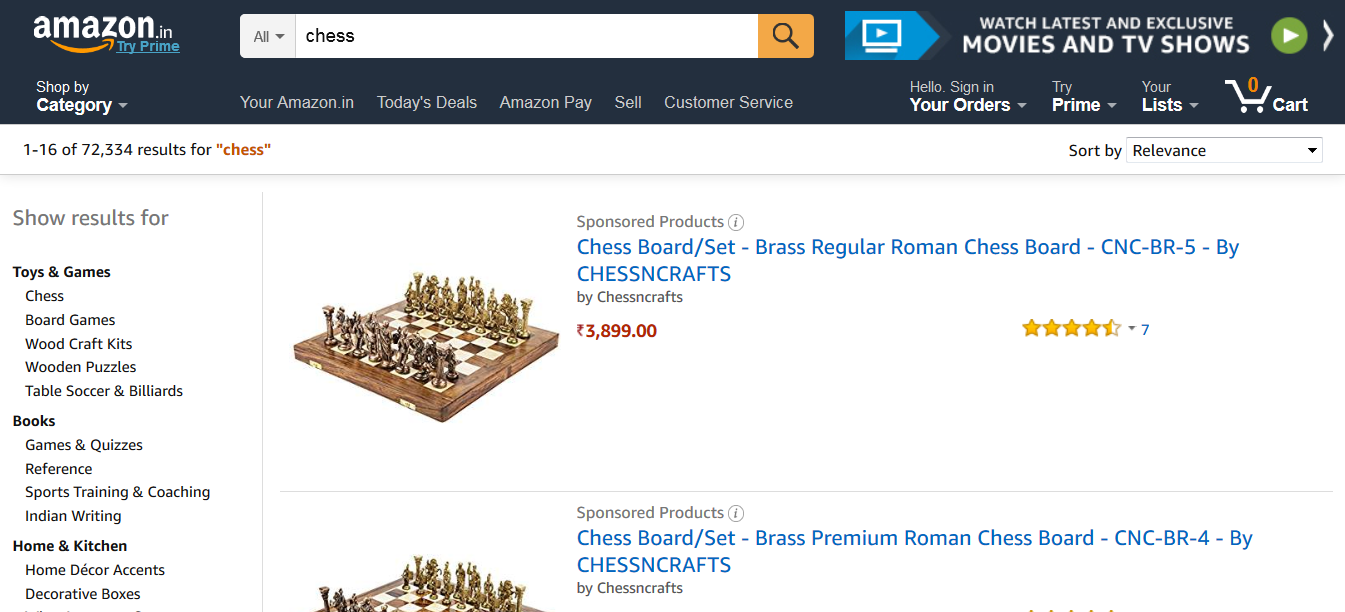 amazon.in
Try Prime
All
chess
WATCH LATEST AND EXCLUSIVE
MOVIES AND TV SHOWS
Shop by
Category
Your Amazon.in Today's Deals Amazon Pay Sell Customer Service
Hello. Sign in
Your Orders
Try
Prime
Your
Lists
0
Cart
1-16 of 72,334 results for "chess"
Sort by Relevance
Show results for
Toys & Games
Chess
Board Games
Wood Craft Kits
Wooden Puzzles
Table Soccer & Billiards
Books
Games & Quizzes
Reference
Sports Training & Coaching
Indian Writing
Home & Kitchen
Home Décor Accents
Decorative Boxes
Sponsored Products i
Chess Board/Set - Brass Regular Roman Chess Board - CNC-BR-5 - By
CHESSNCRAFTS
by Chessncrafts
₹3,899.00
7
Sponsored Products i
Chess Board/Set - Brass Premium Roman Chess Board - CNC-BR-4 - By
CHESSNCRAFTS
by Chessncrafts